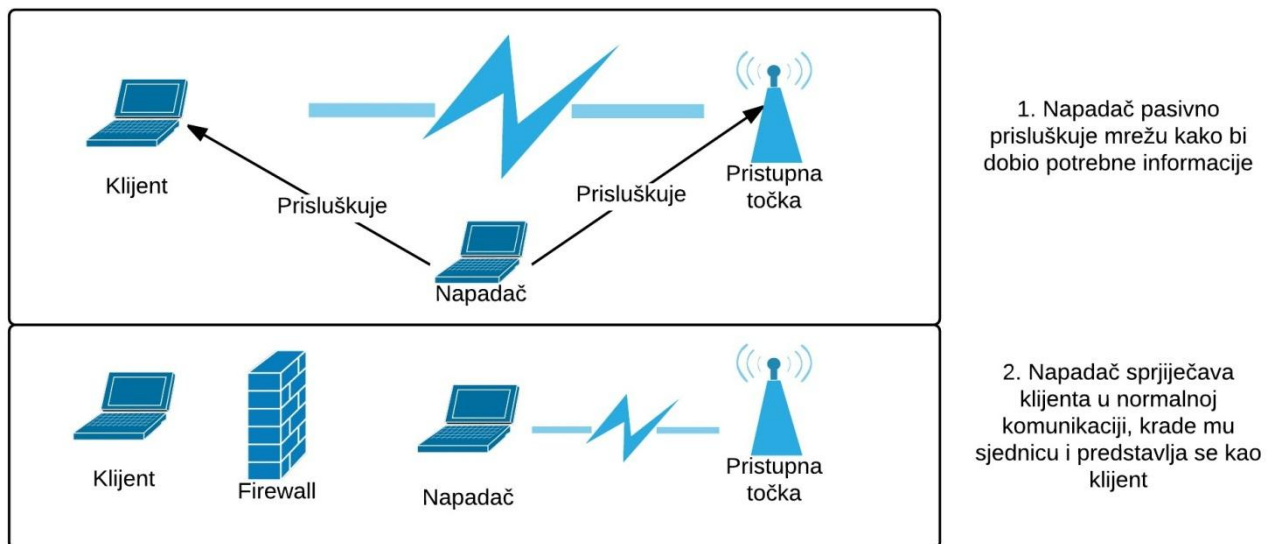 Klijent
Prisluškuje
Prisluškuje
Pristupna
točka
Napadač
1. Napadač pasivno
prisluškuje mrežu kako bi
dobio potrebne informacije
Klijent
Firewall
Napadač
Pristupna
točka
2. Napadač sprjiječava
klijenta u normalnoj
komunikaciji, krade mu
sjednicu i predstavlja se kao
klijent